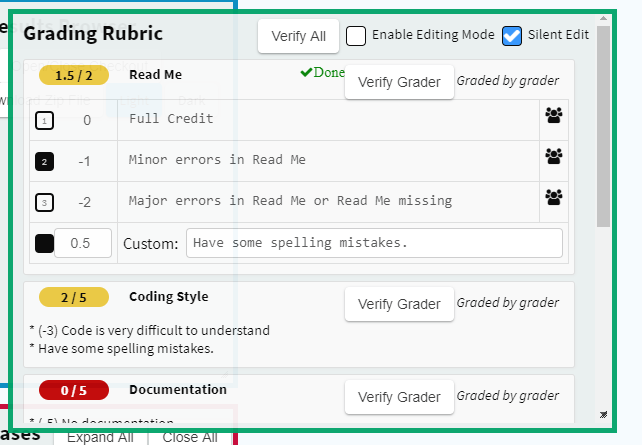 Grading Rubric
Verify All
Enable Editing Mode
Silent Edit
1.5 / 2 Read Me
Done
Verify Grader
Graded by grader
1 0 Full Credit
2 -1 Minor errors in Read Me
3 -2 Major errors in Read Me or Read Me missing
0.5 Custom: Have some spelling mistakes.
2 / 5 Coding Style
Verify Grader
Graded by grader
* (-3) Code is very difficult to understand
* Have some spelling mistakes.
0 / 5 Documentation
Verify Grader
Graded by grader
* (-5) No documentation
Expand All
Close All